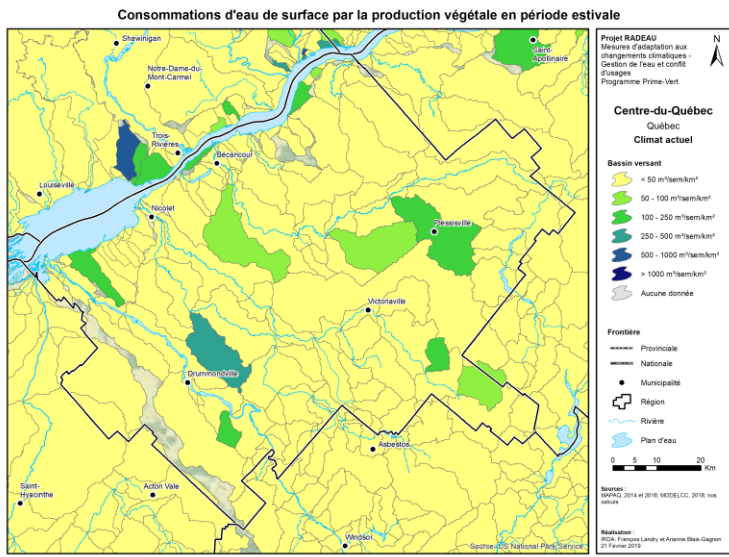 Consommations d'eau de surface par la production végétale en période estivale
Shawinigan
Notre-Dame-du-
Mont-Carmel
Saint-
Apollinaire
Trois-
Rivières
Bécancour
Louiseville
Nicolet
Plessisville
Victoriaville
Drummondville
Asbestos
Saint-
Hyacinthe
Acton Vale
Windsor
Source: US National Park Service
Projet RADEAU
Mesures d'adaptation aux
changements climatiques -
Gestion de l'eau et conflit
d'usages
Programme Prime-Vert
N
Centre-du-Québec
Québec
Climat actuel
Bassin versant
< 50 m³/sem/km²
50 - 100 m³/sem/km²
100 - 250 m³/sem/km²
250 - 500 m³/sem/km²
500 - 1000 m³/sem/km²
> 1000 m³/sem/km²
Aucune donnée
Frontière
Provinciale
Nationale
Municipalité
Région
Rivière
Plan d'eau
0 5 10 20
Km
Sources :
MAPAQ, 2014 et 2016; MDDELCC, 2018; nos
calculs
Réalisation :
IRDA: François Landry et Arianne Blais-Gagnon
21 Février 2019